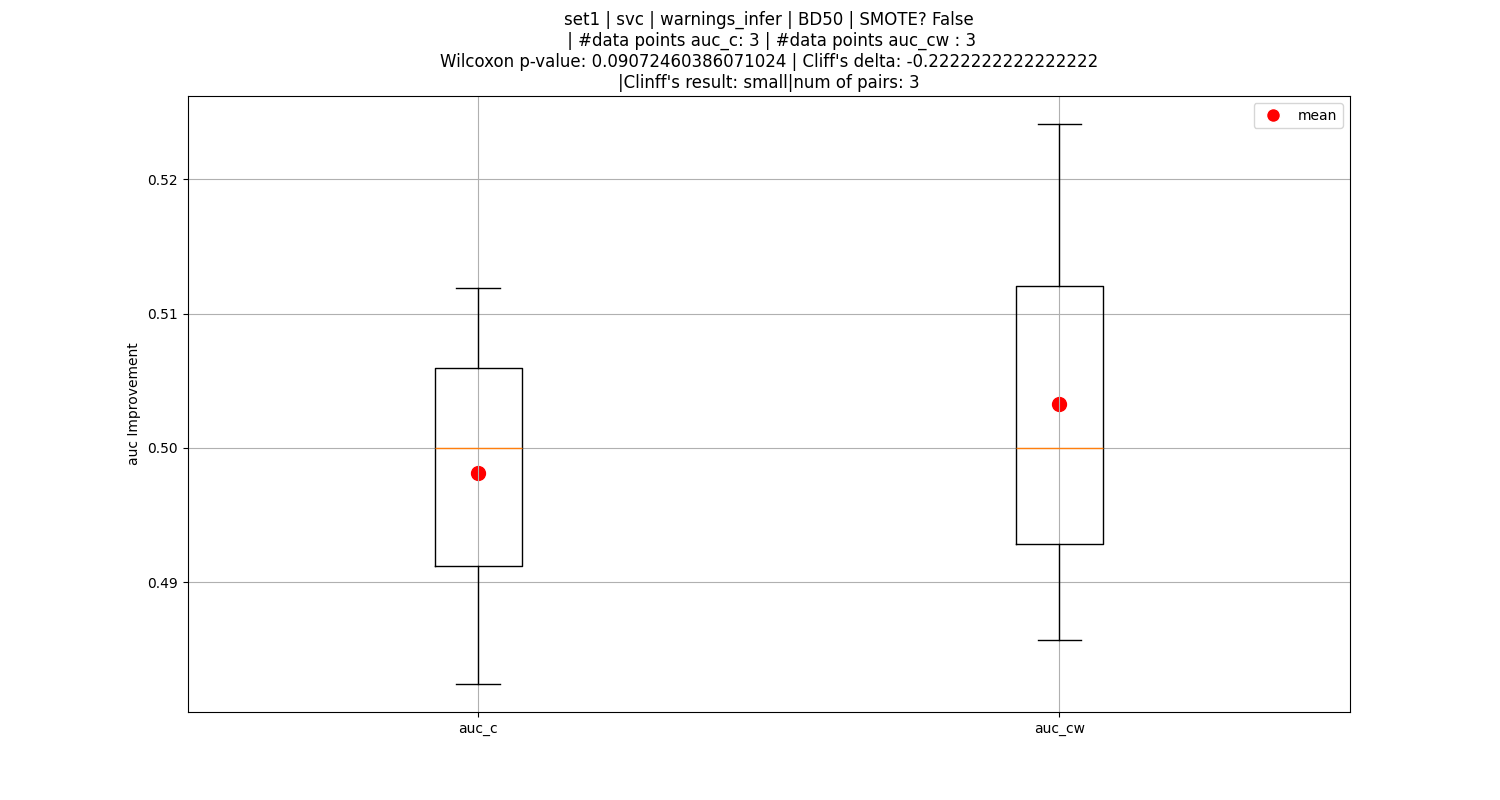 set1 | svc | warnings_infer | BD50 | SMOTE? False
| #data points auc_c: 3 | #data points auc_cw : 3
Wilcoxon p-value: 0.09072460386071024 | Cliff's delta: -0.2222222222222222
|Clinff's result: small|num of pairs: 3
mean
0.52
0.51
0.50
0.49
auc Improvement
auc_c
auc_cw